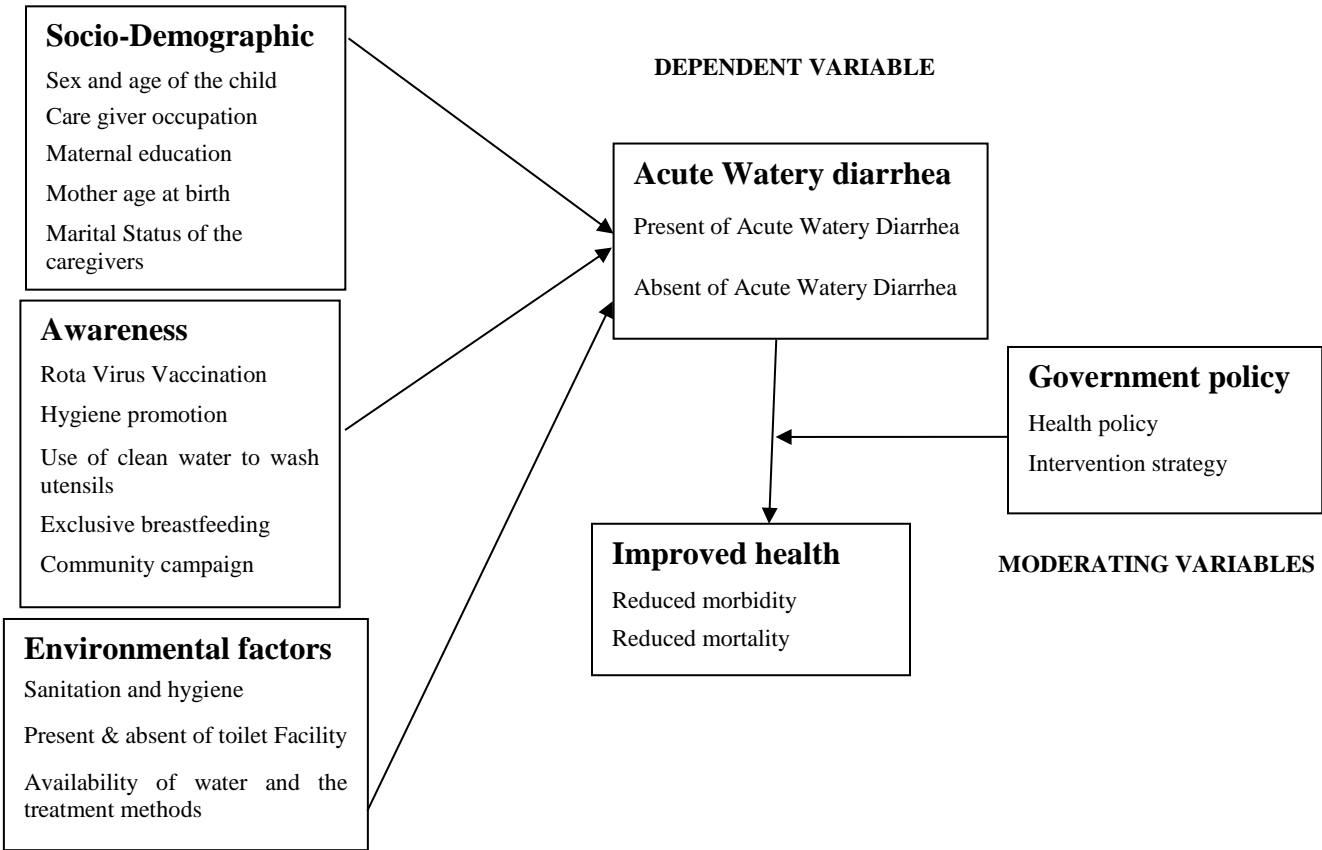 Socio-Demographic
Sex and age of the child
Care giver occupation
Maternal education
Mother age at birth
Marital Status of the
caregivers
Awareness
Rota Virus Vaccination
Hygiene promotion
Use of clean water to wash
utensils
Exclusive breastfeeding
Community campaign
Environmental factors
Sanitation and hygiene
Present & absent of toilet Facility
Availability of water and the
treatment methods
DEPENDENT VARIABLE
Acute Watery diarrhea
Present of Acute Watery Diarrhea
Absent of Acute Watery Diarrhea
Improved health
Reduced morbidity
Reduced mortality
Government policy
Health policy
Intervention strategy
MODERATING VARIABLES